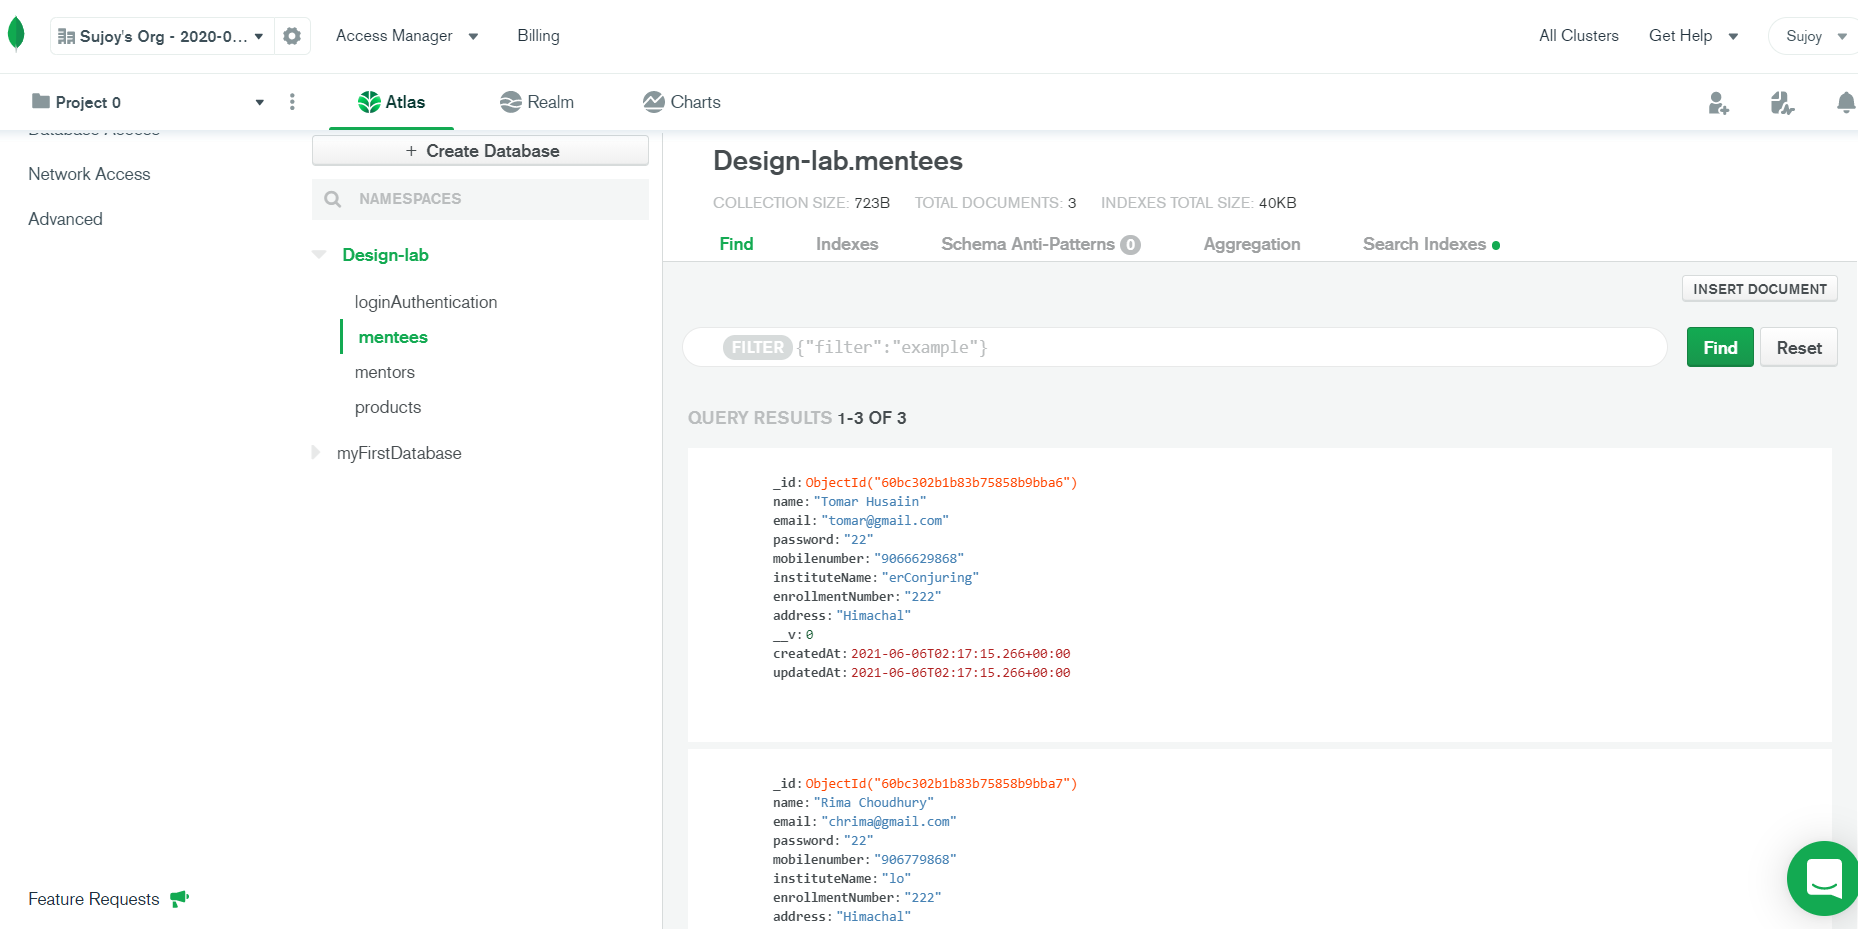 Sujoy's Org - 2020-0... Access Manager Billing All Clusters Get Help Sujoy
Project 0 Atlas Realm Charts
Database Access
Network Access
Advanced
Feature Requests
+ Create Database
NAMESPACES
Design-lab
loginAuthentication
mentees
mentors
products
myFirstDatabase
Design-lab.mentees
COLLECTION SIZE: 723B TOTAL DOCUMENTS: 3 INDEXES TOTAL SIZE: 40KB
Find Indexes Schema Anti-Patterns 0 Aggregation Search Indexes
INSERT DOCUMENT
FILTER {"filter":"example"} Find Reset
QUERY RESULTS 1-3 OF 3
_id: ObjectId("60bc302b1b83b75858b9bba6")
name: "Tomar Husaiin"
email: "tomar@gmail.com"
password: "22"
mobilenumber: "9066629868"
instituteName: "erConjuring"
enrollmentNumber: "222"
address: "Himachal"
__v: 0
createdAt: 2021-06-06T02:17:15.266+00:00
updatedAt: 2021-06-06T02:17:15.266+00:00
_id: ObjectId("60bc302b1b83b75858b9bba7")
name: "Rima Choudhury"
email: "chrima@gmail.com"
password: "22"
mobilenumber: "906779868"
instituteName: "lo"
enrollmentNumber: "222"
address: "Himachal"